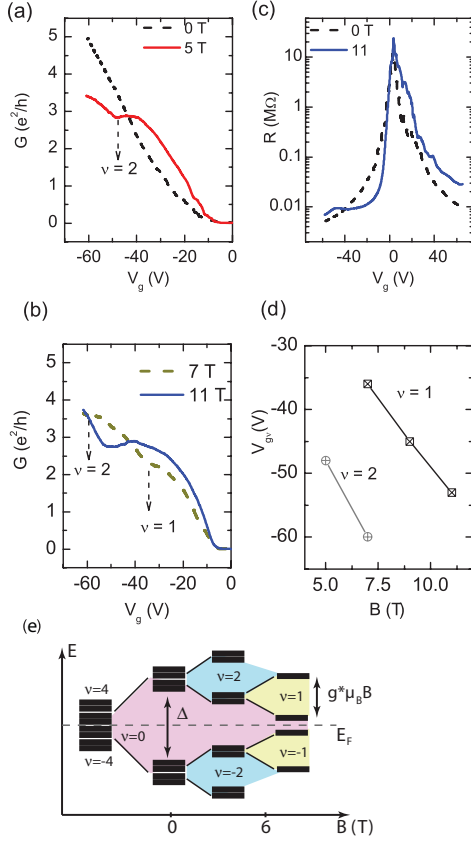 (a)
0 T
5 T
G (e²/h)
5
4
3
2
1
0
ν = 2
-60 -40 -20 0
V_g (V)
(c)
0 T
11
R (MΩ)
10
1
0.1
0.01
-40 0 40
V_g (V)
(b)
7 T
11 T
G (e²/h)
5
4
3
2
1
0
ν = 2
ν = 1
-60 -40 -20 0
V_g (V)
(d)
V_gν(V)
-30
-40
-50
-60
ν = 1
ν = 2
5.0 7.5 10.0
B (T)
(e)
E
ν=4
ν=0
ν=-4
Δ
ν=2
ν=-2
ν=1
ν=-1
g*μ_BB
E_F
0 6 B (T)